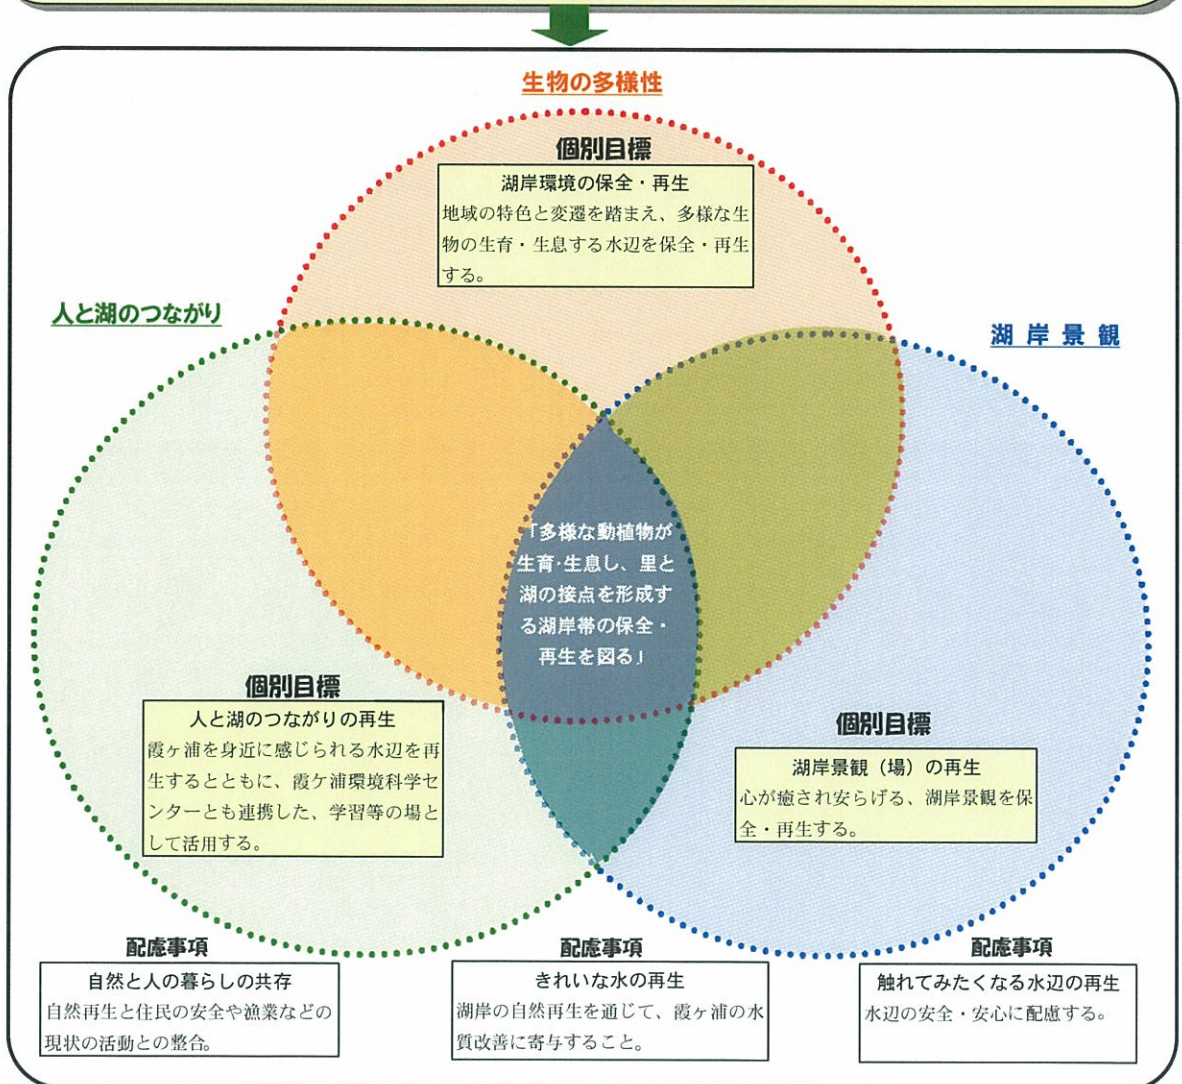 生物の多様性
個別目標
湖岸環境の保全・再生
地域の特色と変遷を踏まえ、多様な生
物の生育・生息する水辺を保全・再生
する。
人と湖のつながり
湖岸景観
「多様な動植物が
生育・生息し、里と
湖の接点を形成す
る湖岸帯の保全・
再生を図る」
個別目標
人と湖のつながりの再生
霞ヶ浦を身近に感じられる水辺を再
生するとともに、霞ケ浦環境科学セ
ンターとも連携した、学習等の場と
して活用する。
個別目標
湖岸景観(場)の再生
心が癒され安らげる、湖岸景観を保
全・再生する。
配慮事項
自然と人の暮らしの共存
自然再生と住民の安全や漁業などの
現状の活動との整合。
配慮事項
きれいな水の再生
湖岸の自然再生を通じて、霞ヶ浦の水
質改善に寄与すること。
配慮事項
触れてみたくなる水辺の再生
水辺の安全・安心に配慮する。